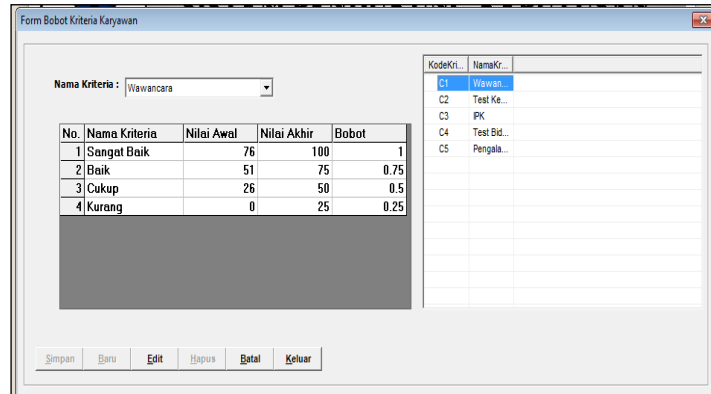 Form Bobot Kriteria Karyawan
Nama Kriteria : Wawancara
No. Nama Kriteria Nilai Awal Nilai Akhir Bobot
1 Sangat Baik 76 100 1
2 Baik 51 75 0.75
3 Cukup 26 50 0.5
4 Kurang 0 25 0.25
KodeKri... NamaKr...
C1 Wawan...
C2 Test Ke...
C3 IPK
C4 Test Bid...
C5 Pengala...
Simpan Baru Edit Hapus Batal Keluar